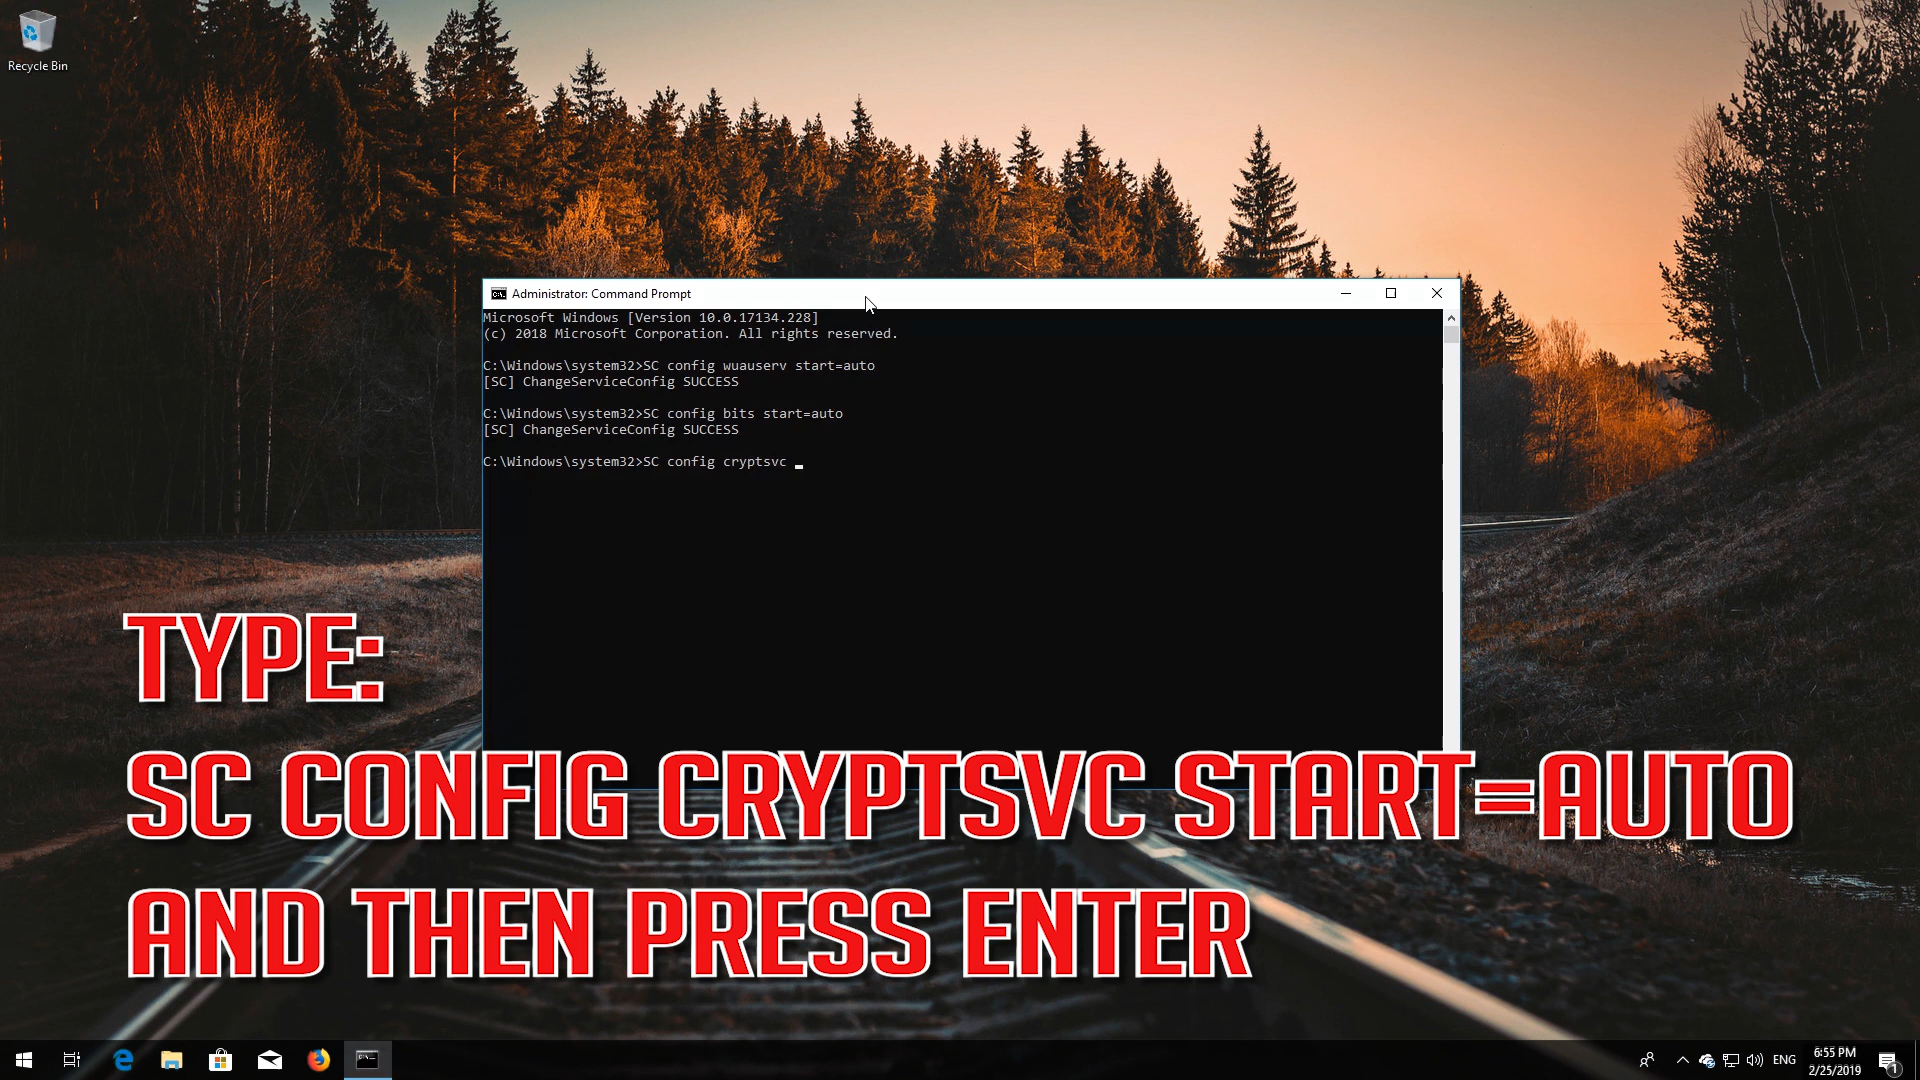 Recycle Bin
Administrator: Command Prompt
Microsoft Windows [Version 10.0.17134.228]
(c) 2018 Microsoft Corporation. All rights reserved.
C:\Windows\system32>SC config wuauserv start=auto
[SC] ChangeServiceConfig SUCCESS
C:\Windows\system32>SC config bits start=auto
[SC] ChangeServiceConfig SUCCESS
C:\Windows\system32>SC config cryptsvc
TYPE:
SC CONFIG CRYPTSVC START=AUTO
AND THEN PRESS ENTER
ENG
6:55 PM
2/25/2019
1